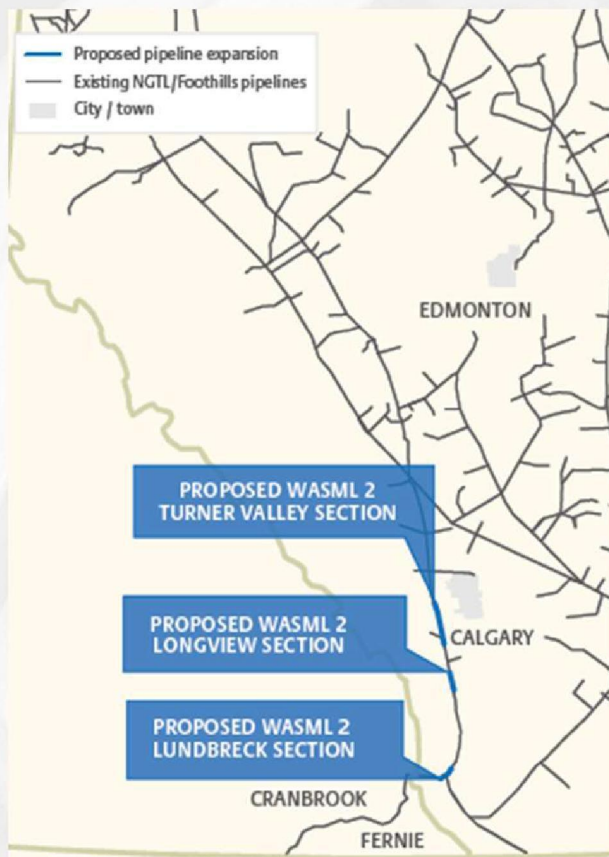 Proposed pipeline expansion
Existing NGTL/Foothills pipelines
City / town
EDMONTON
PROPOSED WASML 2
TURNER VALLEY SECTION
PROPOSED WASML 2
LONGVIEW SECTION
CALGARY
PROPOSED WASML 2
LUNDBRECK SECTION
CRANBROOK
FERNIE